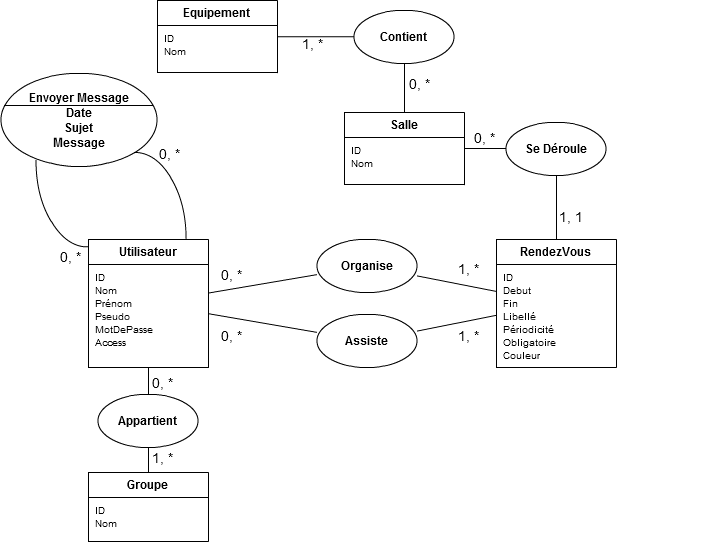 Equipement
ID
Nom
1, *
Contient
0, *
Envoyer Message
Date
Sujet
Message
0, *
0, *
Salle
ID
Nom
0, *
Se Déroule
1, 1
Utilisateur
ID
Nom
Prénom
Pseudo
MotDePasse
Access
0, *
Organise
1, *
0, *
Assiste
1, *
RendezVous
ID
Debut
Fin
Libellé
Périodicité
Obligatoire
Couleur
0, *
Appartient
1, *
Groupe
ID
Nom